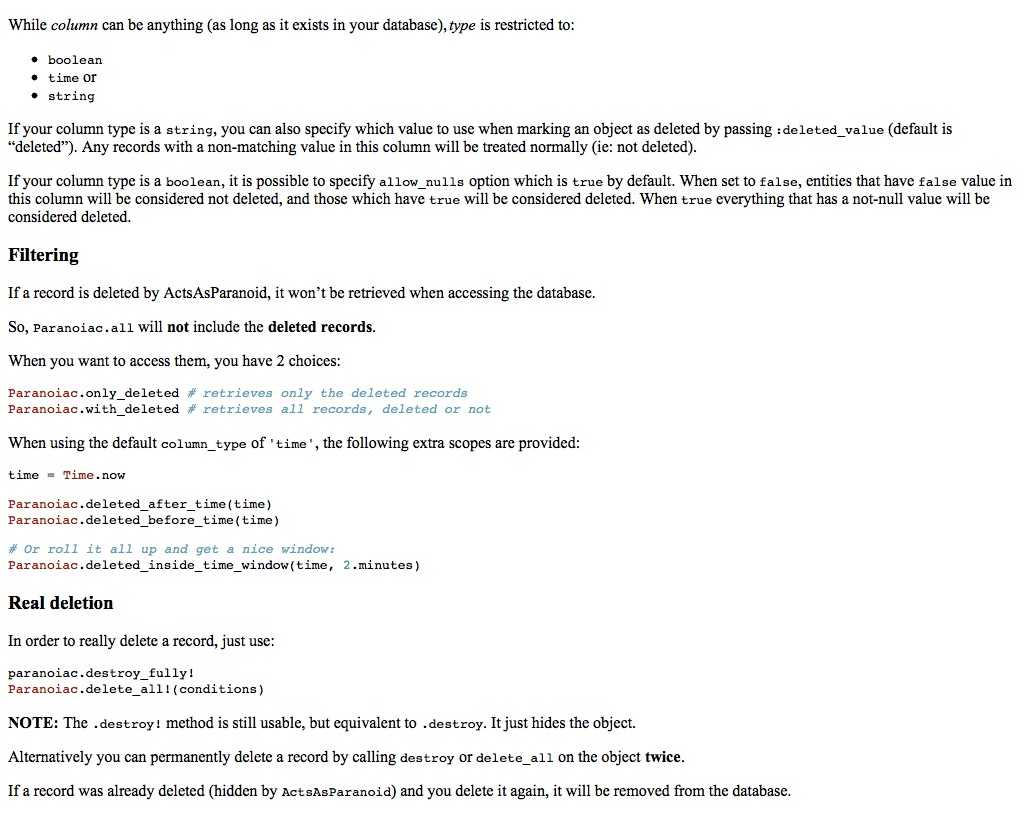 While column can be anything (as long as it exists in your database), type is restricted to:
• boolean
• time or
• string
If your column type is a string, you can also specify which value to use when marking an object as deleted by passing :deleted_value (default is
“deleted”). Any records with a non-matching value in this column will be treated normally (ie: not deleted).
If your column type is a boolean, it is possible to specify allow_nulls option which is true by default. When set to false, entities that have false value in
this column will be considered not deleted, and those which have true will be considered deleted. When true everything that has a not-null value will be
considered deleted.
Filtering
If a record is deleted by ActsAsParanoid, it won’t be retrieved when accessing the database.
So, Paranoiac.all will not include the deleted records.
When you want to access them, you have 2 choices:
Paranoiac.only_deleted # retrieves only the deleted records
Paranoiac.with_deleted # retrieves all records, deleted or not
When using the default column_type of 'time', the following extra scopes are provided:
time = Time.now
Paranoiac.deleted_after_time(time)
Paranoiac.deleted_before_time(time)
# Or roll it all up and get a nice window:
Paranoiac.deleted_inside_time_window(time, 2.minutes)
Real deletion
In order to really delete a record, just use:
paranoiac.destroy_fully!
Paranoiac.delete_all!(conditions)
NOTE: The .destroy! method is still usable, but equivalent to .destroy. It just hides the object.
Alternatively you can permanently delete a record by calling destroy or delete_all on the object twice.
If a record was already deleted (hidden by ActsAsParanoid) and you delete it again, it will be removed from the database.